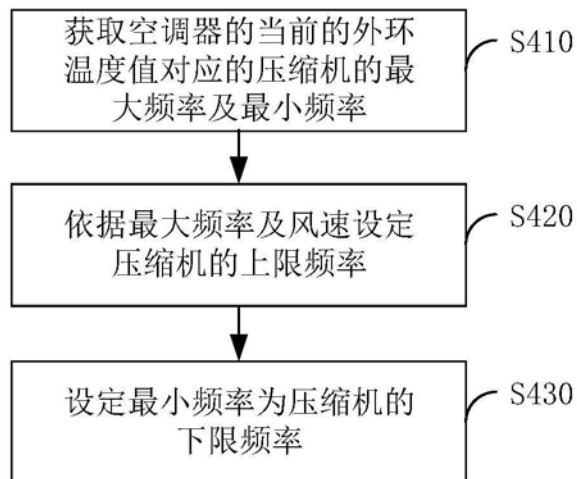 获取空调器的当前的外环
温度值对应的压缩机的最
大频率及最小频率
S410
依据最大频率及风速设定
压缩机的上限频率
S420
设定最小频率为压缩机的
下限频率
S430